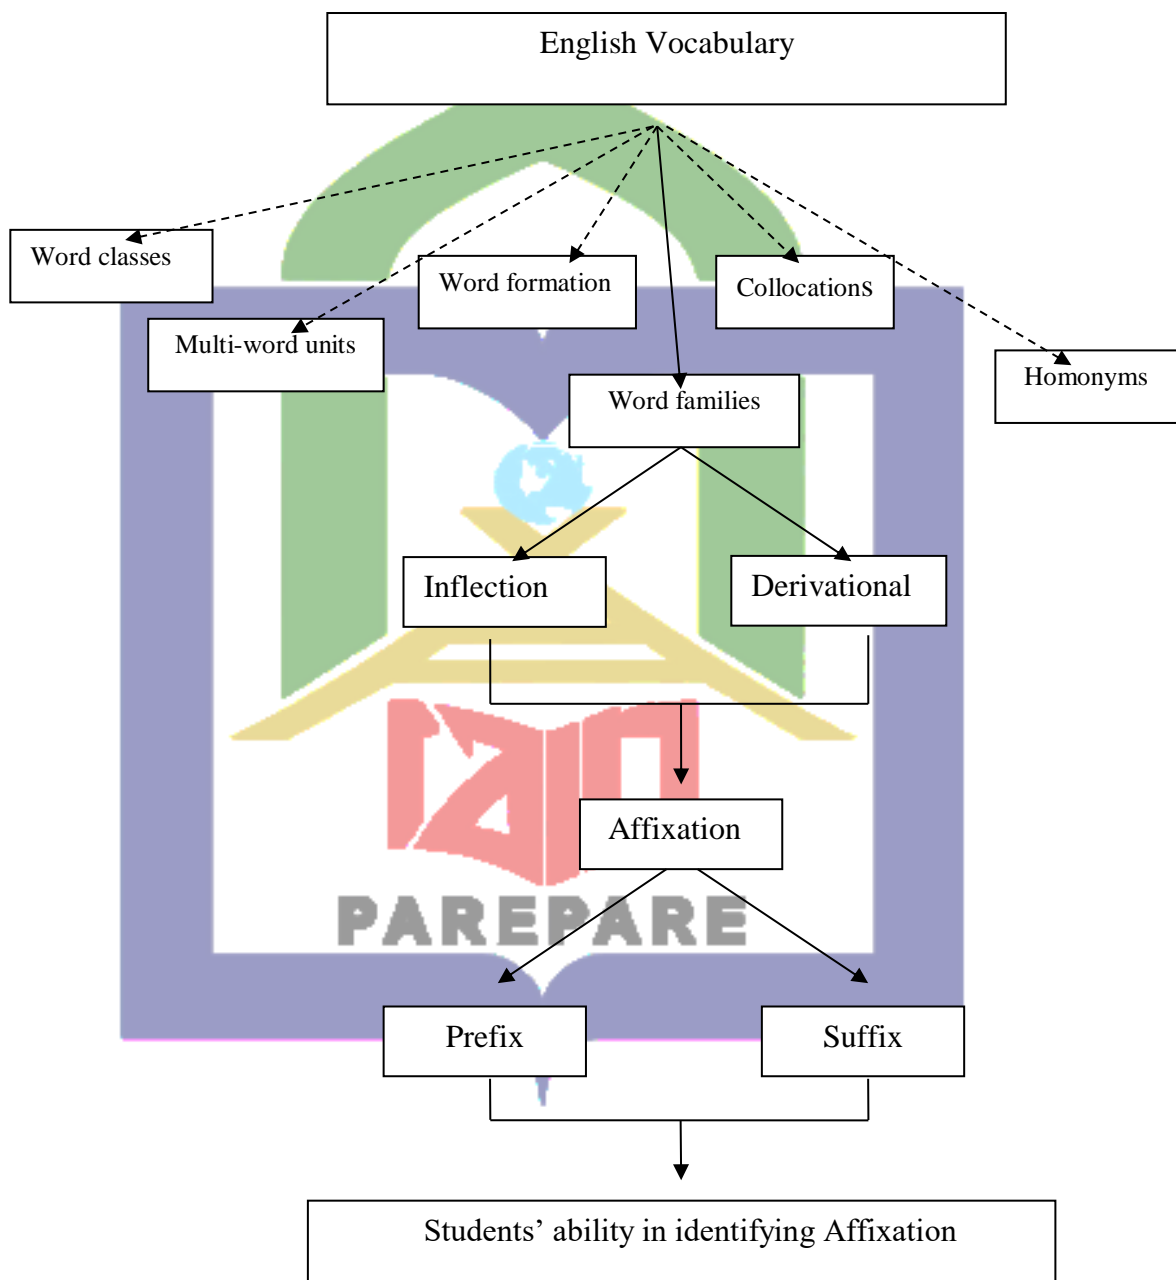 English Vocabulary
Word classes
Word formation
Collocations
Multi-word units
Homonyms
Word families
Inflection
Derivational
iain
Affixation
PAREPARE
Prefix
Suffix
Students’ ability in identifying Affixation